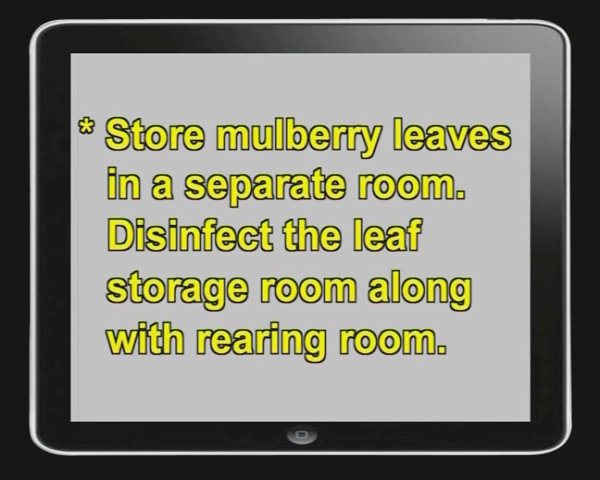 * Store mulberry leaves
in a separate room.
Disinfect the leaf
storage room along
with rearing room.